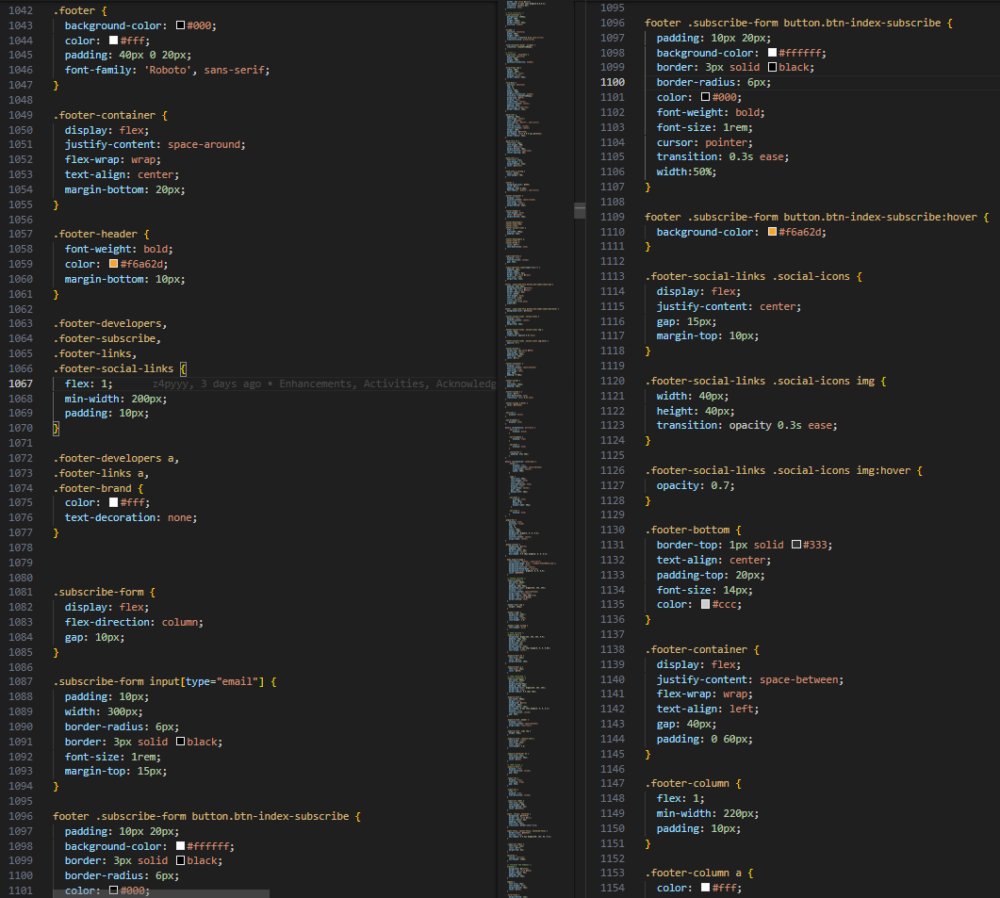 1042 .footer {
1043 background-color: #000;
1044 color: #fff;
1045 padding: 40px 0 20px;
1046 font-family: 'Roboto', sans-serif;
1047 }
1048
1049 .footer-container {
1050 display: flex;
1051 justify-content: space-around;
1052 flex-wrap: wrap;
1053 text-align: center;
1054 margin-bottom: 20px;
1055 }
1056
1057 .footer-header {
1058 font-weight: bold;
1059 color: #f6a62d;
1060 margin-bottom: 10px;
1061 }
1062
1063 .footer-developers,
1064 .footer-subscribe,
1065 .footer-links,
1066 .footer-social-links {
1067 flex: 1; z4pyyy, 3 days ago • Enhancements, Activities, Acknowledg
1068 min-width: 200px;
1069 padding: 10px;
1070 }
1071
1072 .footer-developers a,
1073 .footer-links a,
1074 .footer-brand {
1075 color: #fff;
1076 text-decoration: none;
1077 }
1078
1079
1080
1081 .subscribe-form {
1082 display: flex;
1083 flex-direction: column;
1084 gap: 10px;
1085 }
1086
1087 .subscribe-form input[type="email"] {
1088 padding: 10px;
1089 width: 300px;
1090 border-radius: 6px;
1091 border: 3px solid black;
1092 font-size: 1rem;
1093 margin-top: 15px;
1094 }
1095
1096 footer .subscribe-form button.btn-index-subscribe {
1097 padding: 10px 20px;
1098 background-color: #ffffff;
1099 border: 3px solid black;
1100 border-radius: 6px;
1101 color: #000;
1095
1096 footer .subscribe-form button.btn-index-subscribe {
1097 padding: 10px 20px;
1098 background-color: #ffffff;
1099 border: 3px solid black;
1100 border-radius: 6px;
1101 color: #000;
1102 font-weight: bold;
1103 font-size: 1rem;
1104 cursor: pointer;
1105 transition: 0.3s ease;
1106 width:50%;
1107 }
1108
1109 footer .subscribe-form button.btn-index-subscribe:hover {
1110 background-color: #f6a62d;
1111 }
1112
1113 .footer-social-links .social-icons {
1114 display: flex;
1115 justify-content: center;
1116 gap: 15px;
1117 margin-top: 10px;
1118 }
1119
1120 .footer-social-links .social-icons img {
1121 width: 40px;
1122 height: 40px;
1123 transition: opacity 0.3s ease;
1124 }
1125
1126 .footer-social-links .social-icons img:hover {
1127 opacity: 0.7;
1128 }
1129
1130 .footer-bottom {
1131 border-top: 1px solid #333;
1132 text-align: center;
1133 padding-top: 20px;
1134 font-size: 14px;
1135 color: #ccc;
1136 }
1137
1138 .footer-container {
1139 display: flex;
1140 justify-content: space-between;
1141 flex-wrap: wrap;
1142 text-align: left;
1143 gap: 40px;
1144 padding: 0 60px;
1145 }
1146
1147 .footer-column {
1148 flex: 1;
1149 min-width: 220px;
1150 padding: 10px;
1151 }
1152
1153 .footer-column a {
1154 color: #fff;